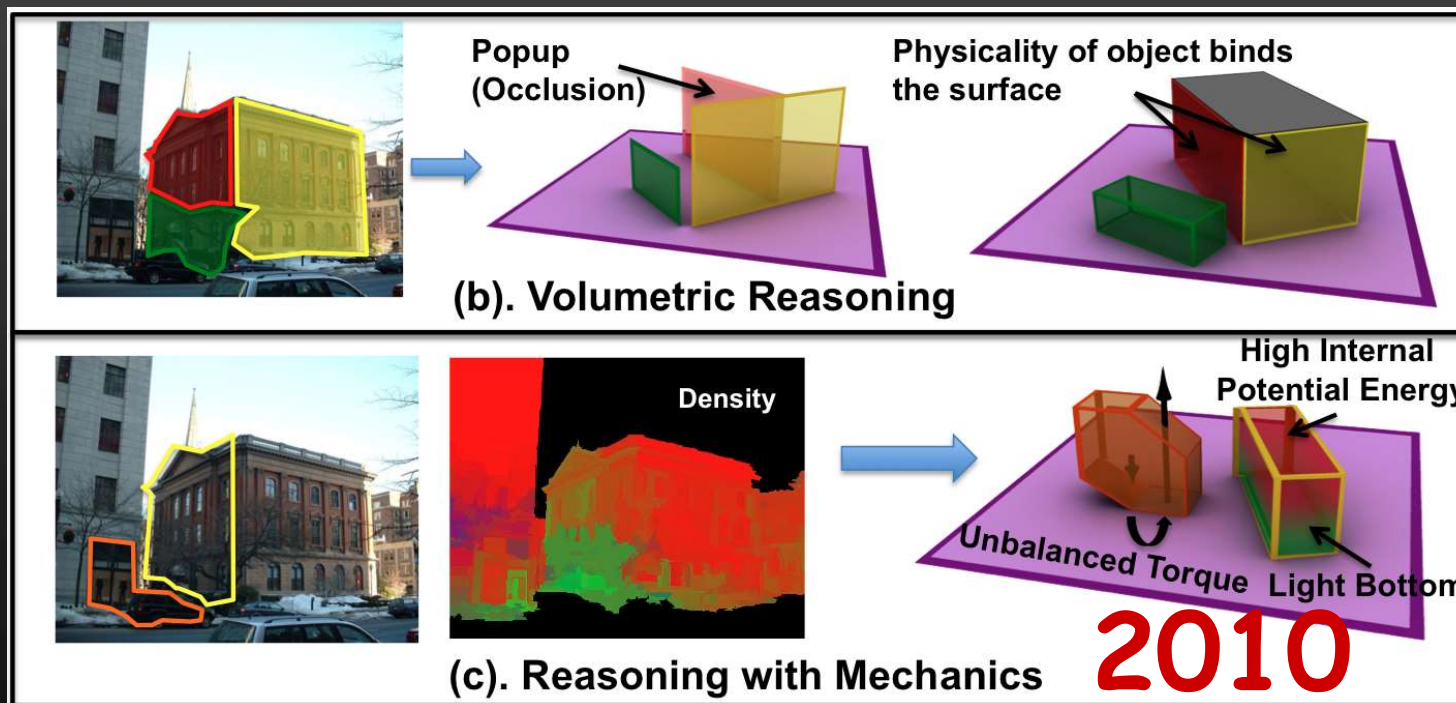 Popup
(Occlusion)
Physicality of object binds
the surface
(b). Volumetric Reasoning
Density
High Internal
Potential Energy
Unbalanced Torque
Light Bottom
(c). Reasoning with Mechanics
2010